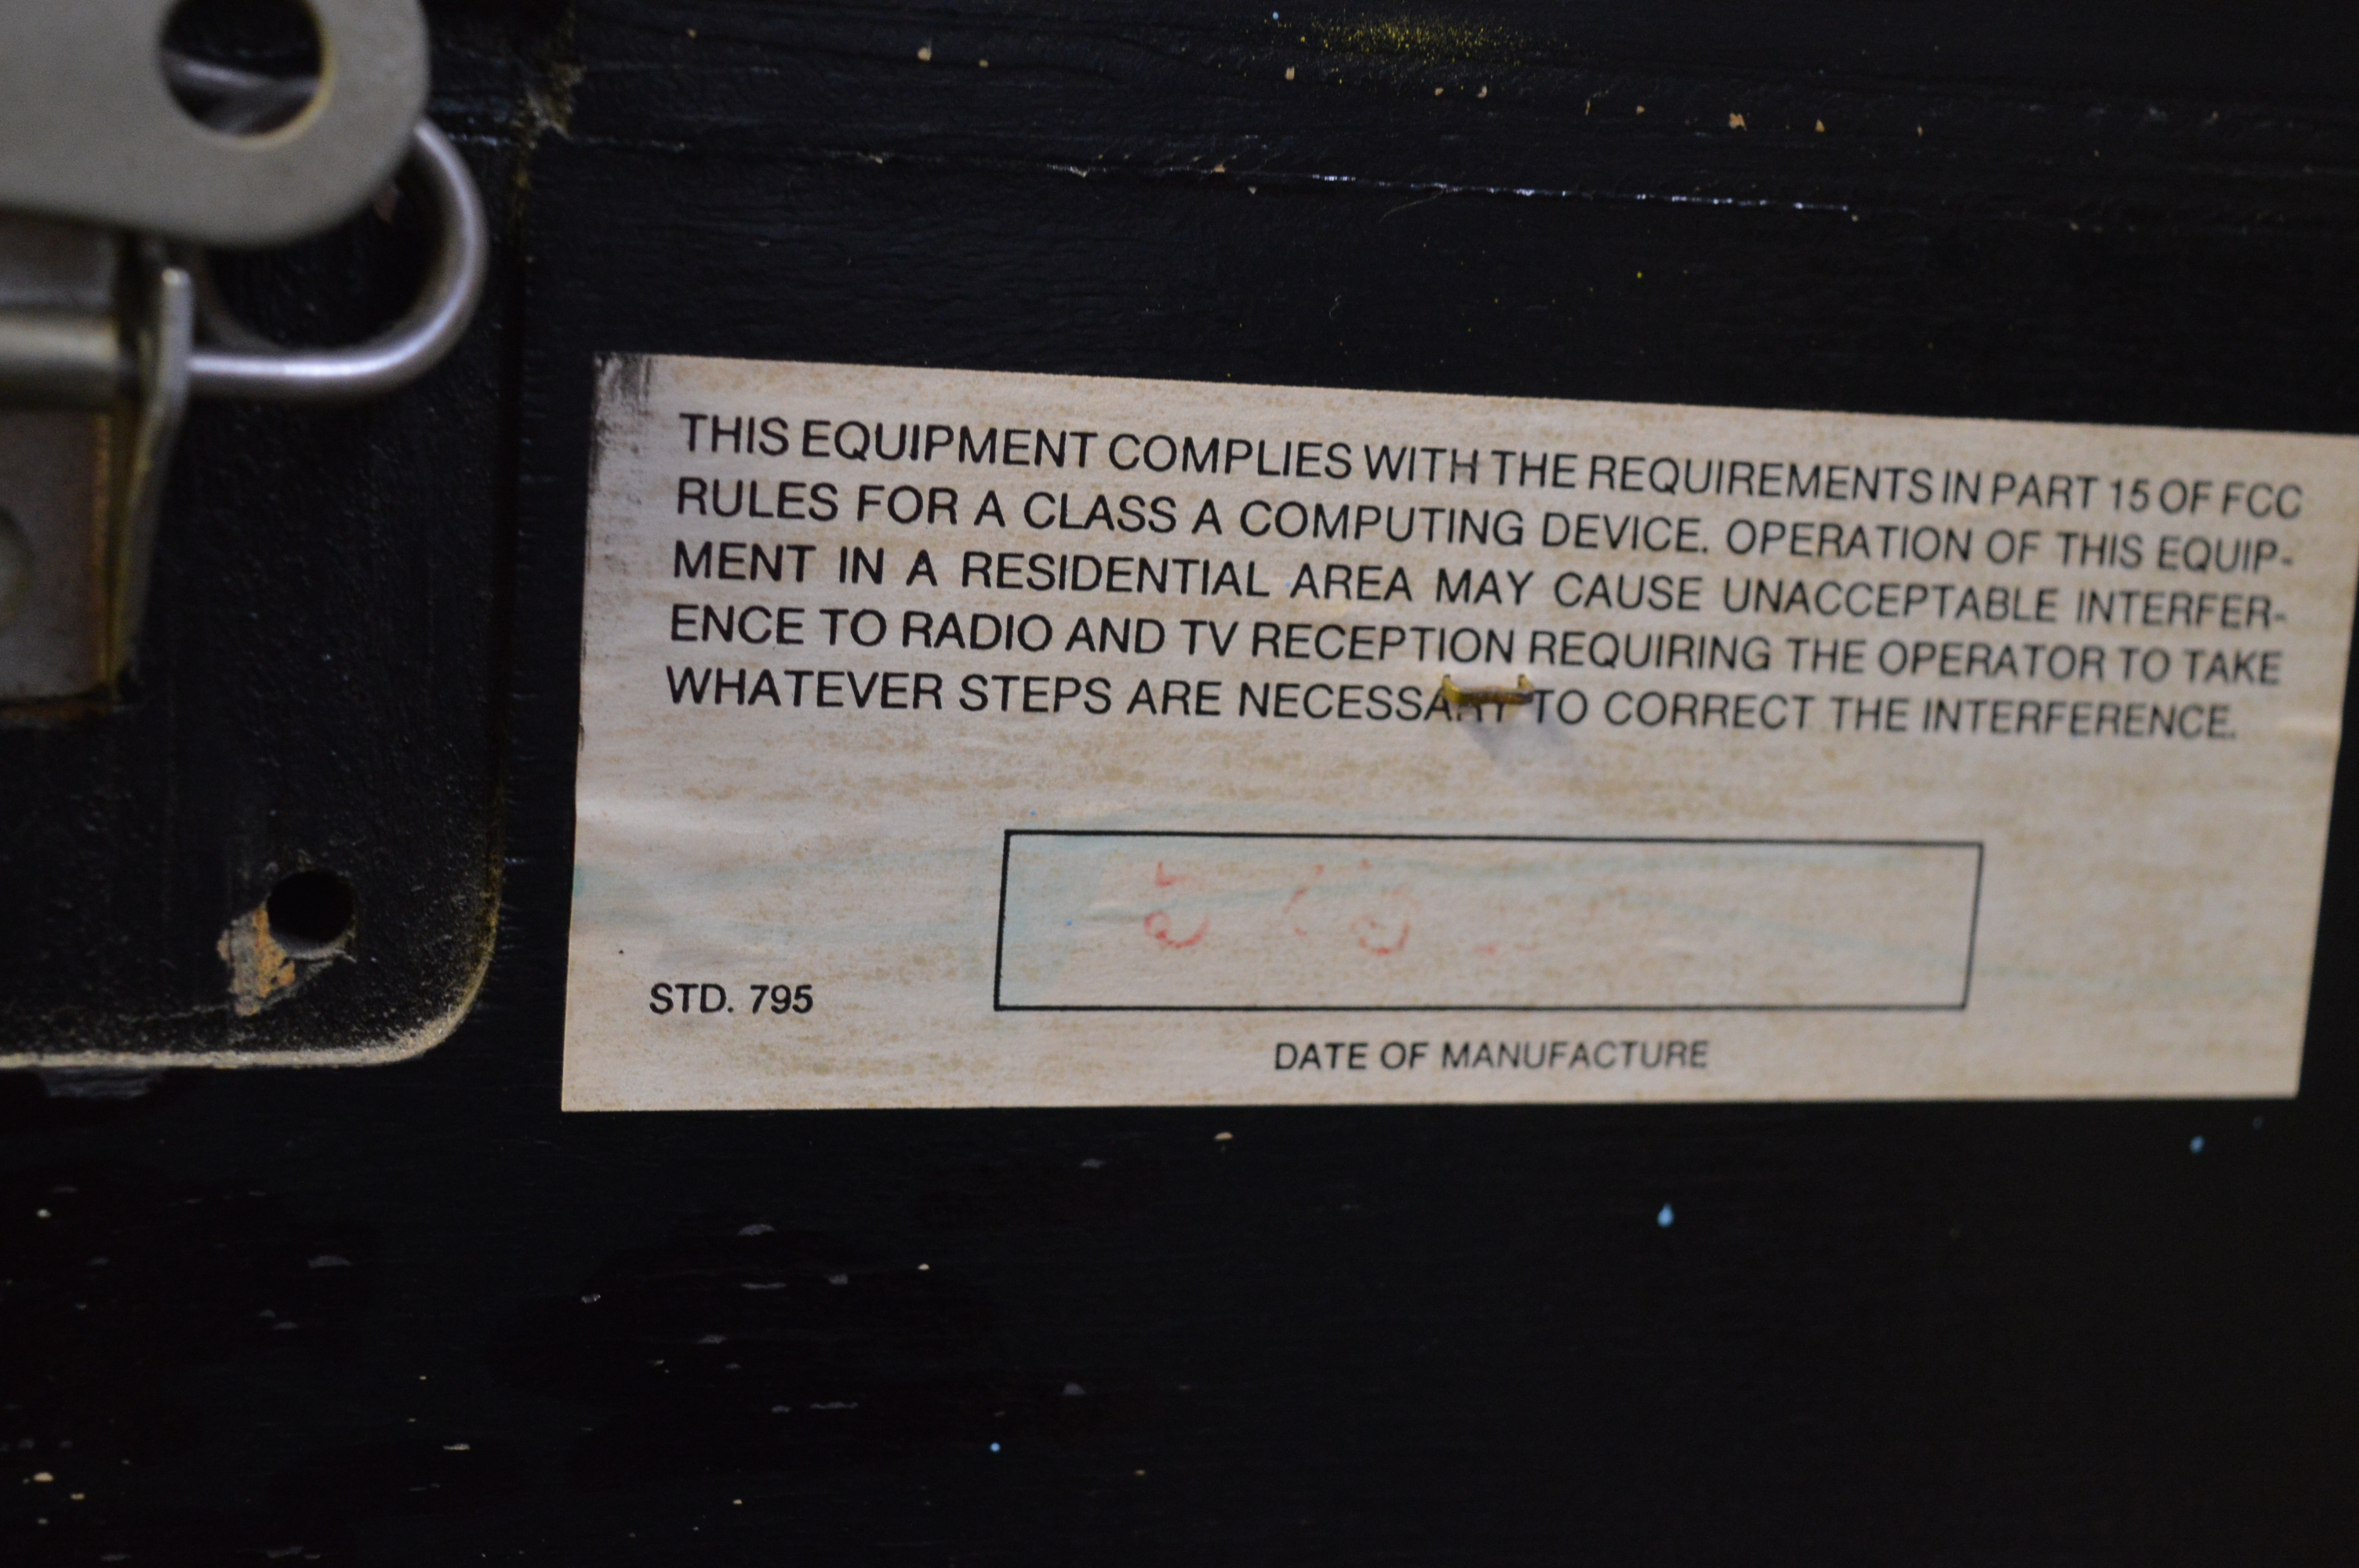 THIS EQUIPMENT COMPLIES WITH THE REQUIREMENTS IN PART 15 OF FCC
RULES FOR A CLASS A COMPUTING DEVICE. OPERATION OF THIS EQUIP-
MENT IN A RESIDENTIAL AREA MAY CAUSE UNACCEPTABLE INTERFER-
ENCE TO RADIO AND TV RECEPTION REQUIRING THE OPERATOR TO TAKE
WHATEVER STEPS ARE NECESSARY TO CORRECT THE INTERFERENCE.
STD. 795
DATE OF MANUFACTURE